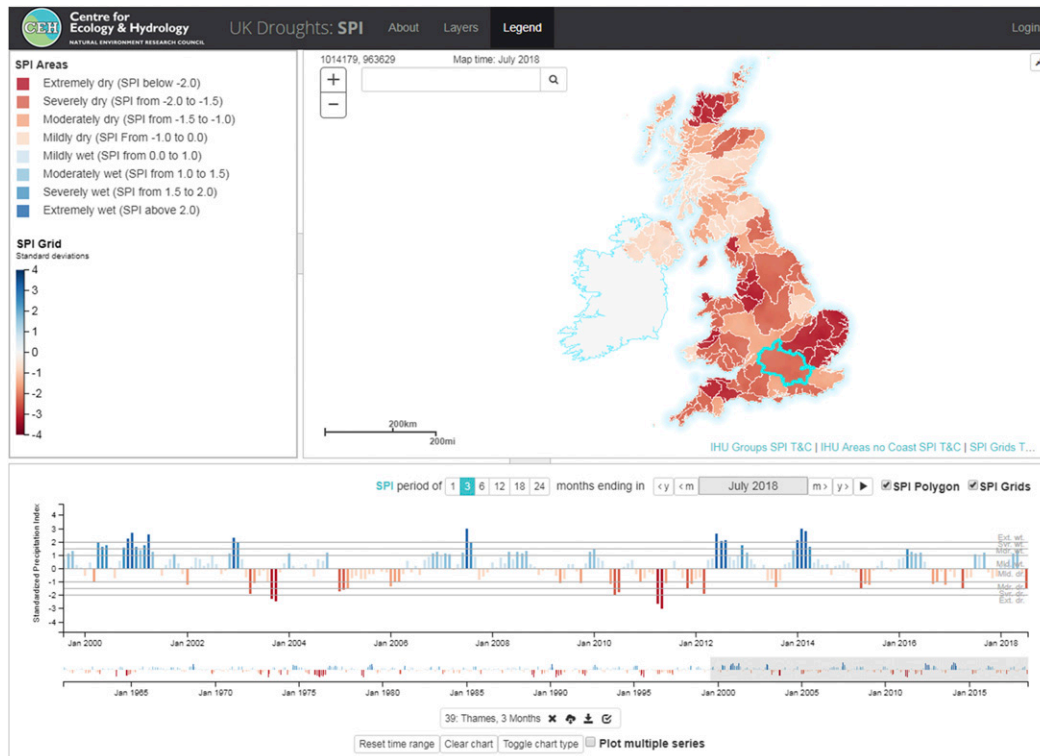 CEH
Centre for
Ecology & Hydrology
NATURAL ENVIRONMENT RESEARCH COUNCIL
UK Droughts: SPI About Layers Legend Login
SPI Areas
Extremely dry (SPI below -2.0)
Severely dry (SPI from -2.0 to -1.5)
Moderately dry (SPI from -1.5 to -1.0)
Mildly dry (SPI From -1.0 to 0.0)
Mildly wet (SPI from 0.0 to 1.0)
Moderately wet (SPI from 1.0 to 1.5)
Severely wet (SPI from 1.5 to 2.0)
Extremely wet (SPI above 2.0)
SPI Grid
Standard deviations
4
3
2
1
0
-1
-2
-3
-4
1014179, 963629 Map time: July 2018
+
−
200km
200mi
IHU Groups SPI T&C | IHU Areas no Coast SPI T&C | SPI Grids T…
SPI period of 1 3 6 12 18 24 months ending in <y <m July 2018 m> y> SPI Polygon SPI Grids
Standardized Precipitation Index
4
3
2
1
0
-1
-2
-3
-4
Ext. wt.
Svr. wt.
Mdr. wt.
Mld. wt.
Mld. dr.
Mdr. dr.
Svr. dr.
Ext. dr.
Jan 2000 Jan 2002 Jan 2004 Jan 2006 Jan 2008 Jan 2010 Jan 2012 Jan 2014 Jan 2016 Jan 2018
Jan 1965 Jan 1970 Jan 1975 Jan 1980 Jan 1985 Jan 1990 Jan 1995 Jan 2000 Jan 2005 Jan 2010 Jan 2015
39: Thames, 3 Months
Reset time range Clear chart Toggle chart type Plot multiple series